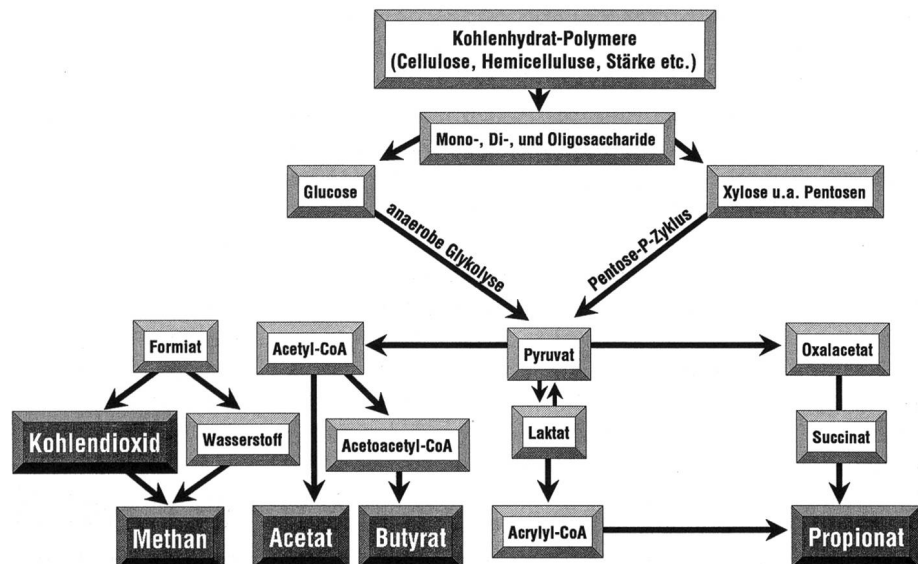 Kohlenhydrat-Polymere
(Cellulose, Hemicelluluse, Stärke etc.)
Mono-, Di-, und Oligosaccharide
Glucose
Xylose u.a. Pentosen
anaerobe Glykolyse
Pentose-P-Zyklus
Formiat
Acetyl-CoA
Pyruvat
Oxalacetat
Kohlendioxid
Wasserstoff
Acetoacetyl-CoA
Laktat
Succinat
Methan
Acetat
Butyrat
Acrylyl-CoA
Propionat